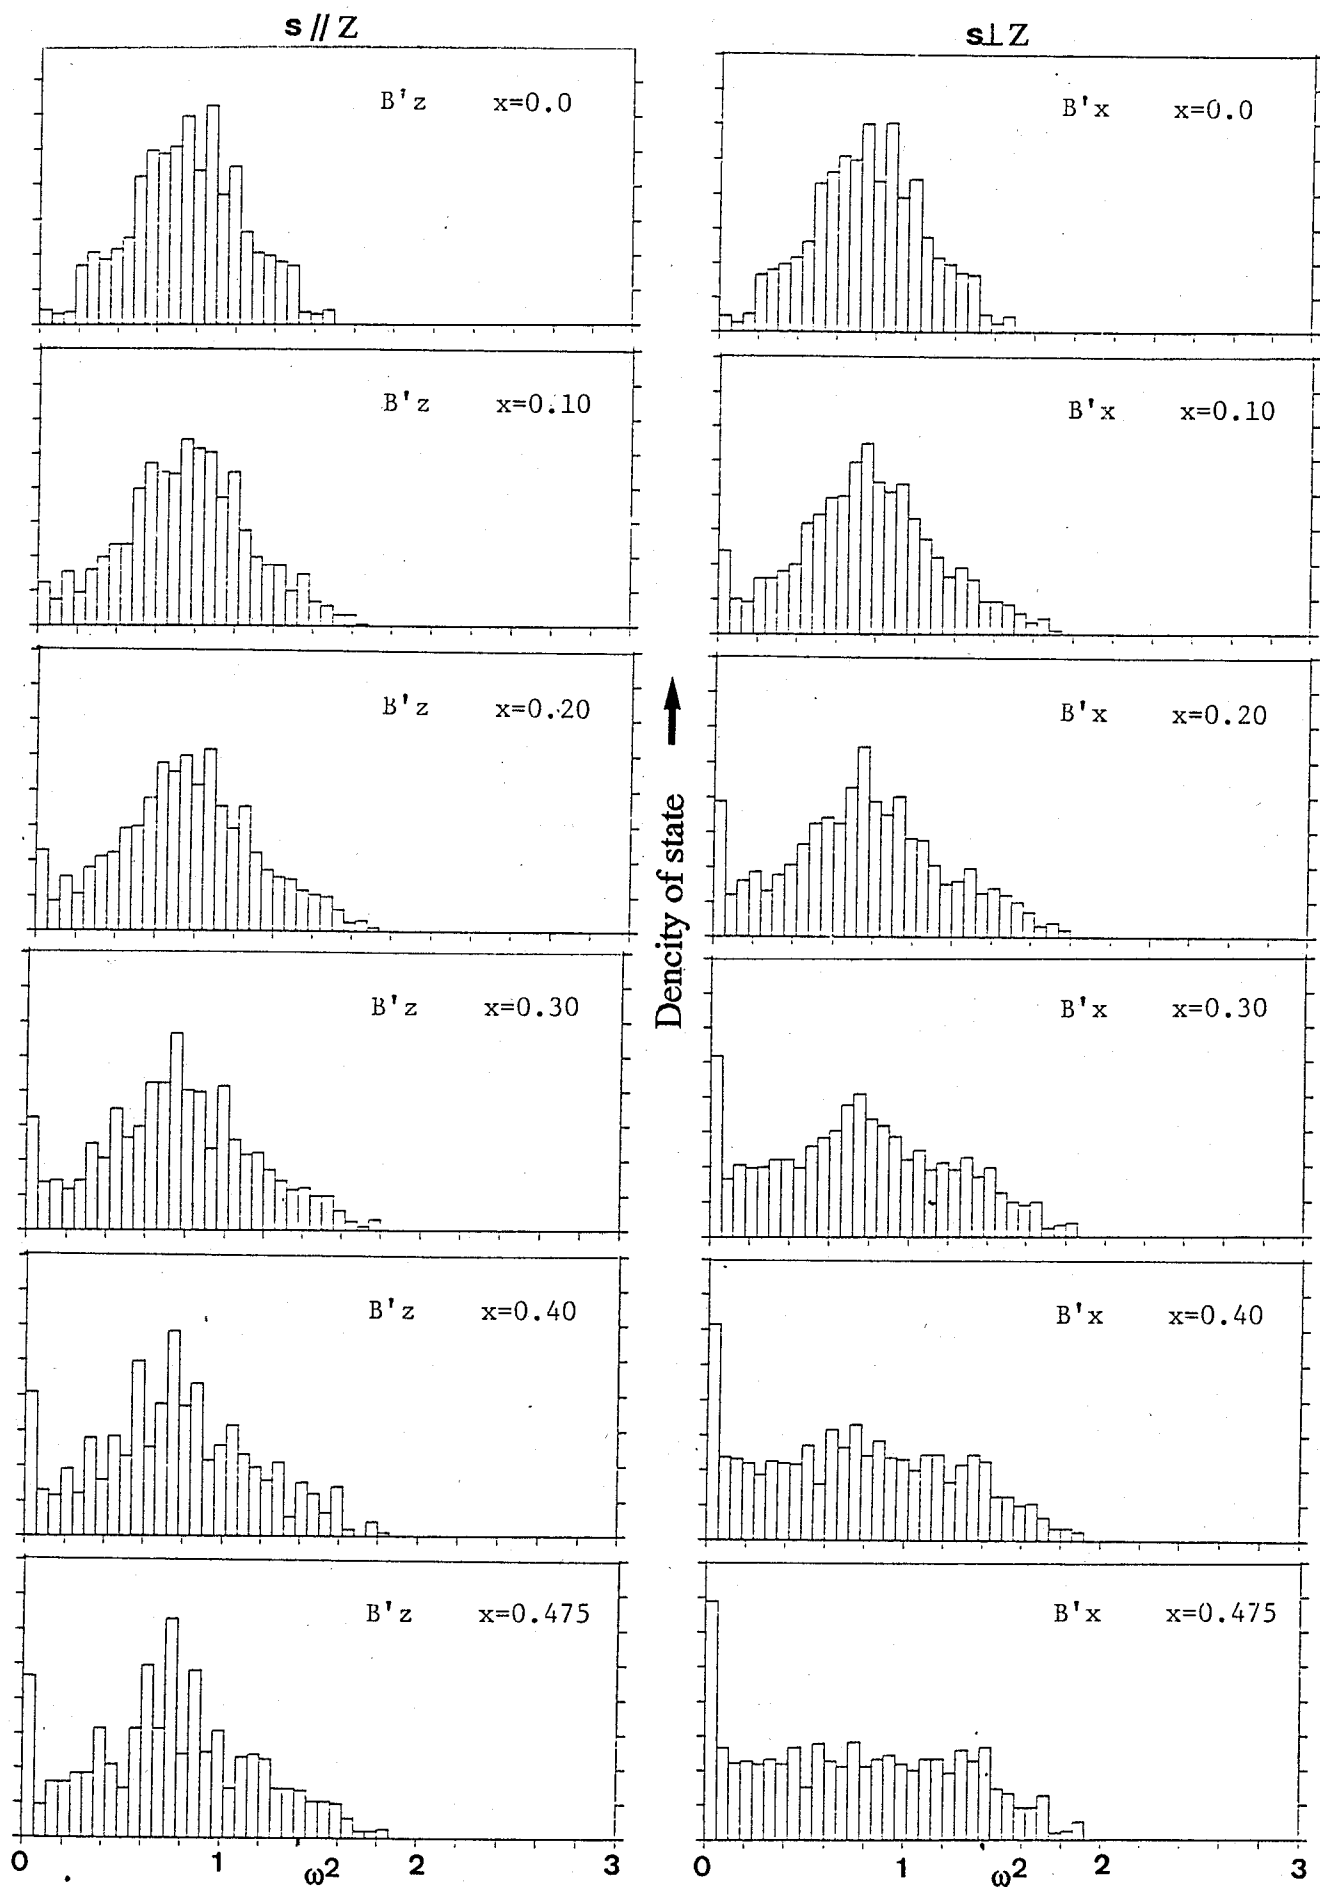 s // Z
s⊥Z
B'z x=0.0
B'x x=0.0
B'z x=0.10
B'x x=0.10
B'z x=0.20
B'x x=0.20
Dencity of state
B'z x=0.30
B'x x=0.30
B'z x=0.40
B'x x=0.40
B'z x=0.475
B'x x=0.475
0 1 ω2 2 3
0 1 ω2 2 3